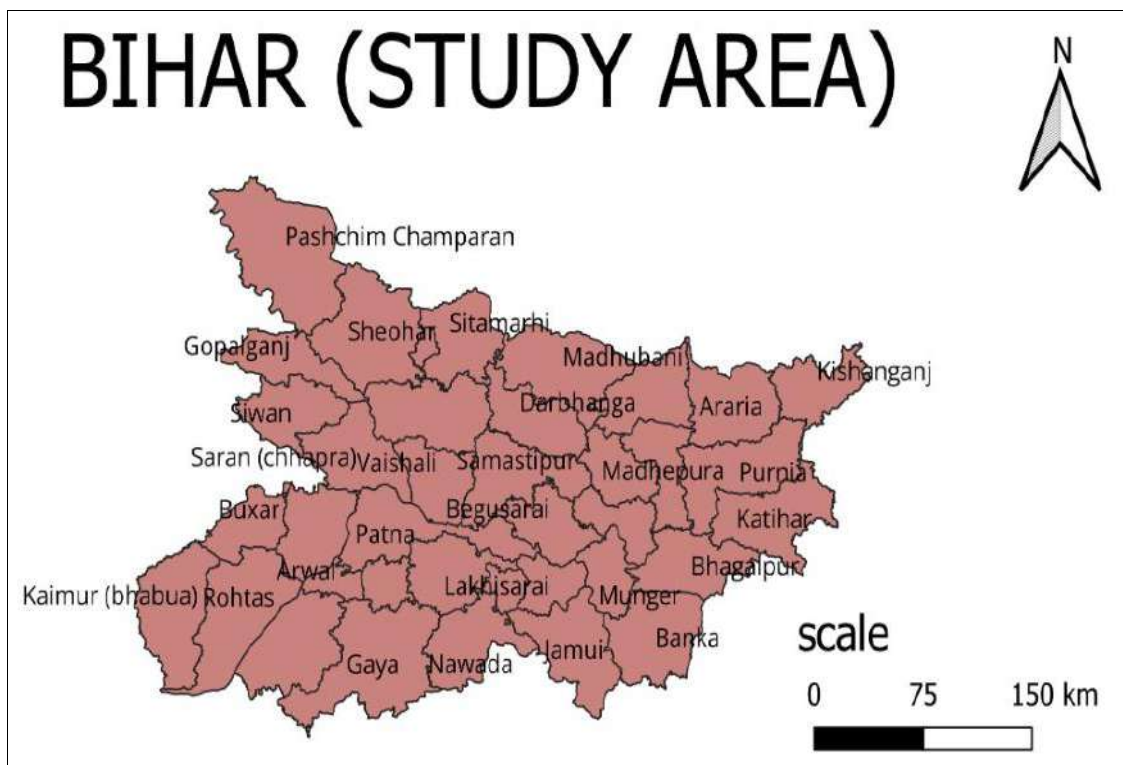 BIHAR (STUDY AREA)
N
Pashchim Champaran
Sheohar
Sitamarhi
Gopalganj
Madhubani
Kishanganj
Siwan
Darbhanga
Araria
Saran (chhapra)
Vaishali
Samastipur
Madhepura
Purnia
Buxar
Begusarai
Katihar
Patna
Arwal
Bhagalpur
Kaimur (bhabua)
Rohtas
Lakhisarai
Munger
Banka
Jamui
Gaya
Nawada
scale
0 75 150 km